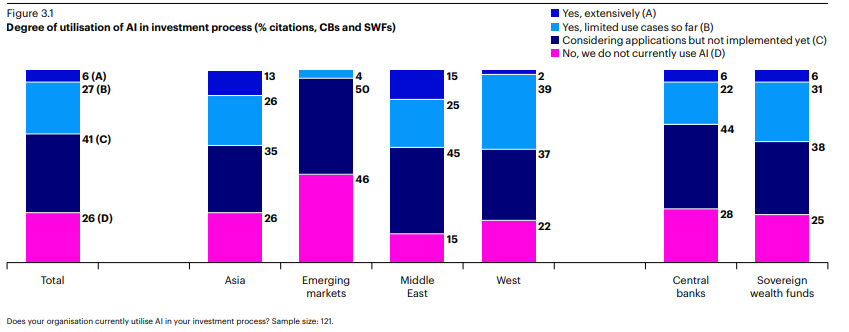 Figure 3.1
Degree of utilisation of AI in investment process (% citations, CBs and SWFs)
Yes, extensively (A)
Yes, limited use cases so far (B)
Considering applications but not implemented yet (C)
No, we do not currently use AI (D)
6 (A)
27 (B)
41 (C)
26 (D)
13
26
35
26
4
50
46
15
25
45
15
2
39
37
22
6
22
44
28
6
31
38
25
Total
Asia
Emerging
markets
Middle
East
West
Central
banks
Sovereign
wealth funds
Does your organisation currently utilise AI in your investment process? Sample size: 121.